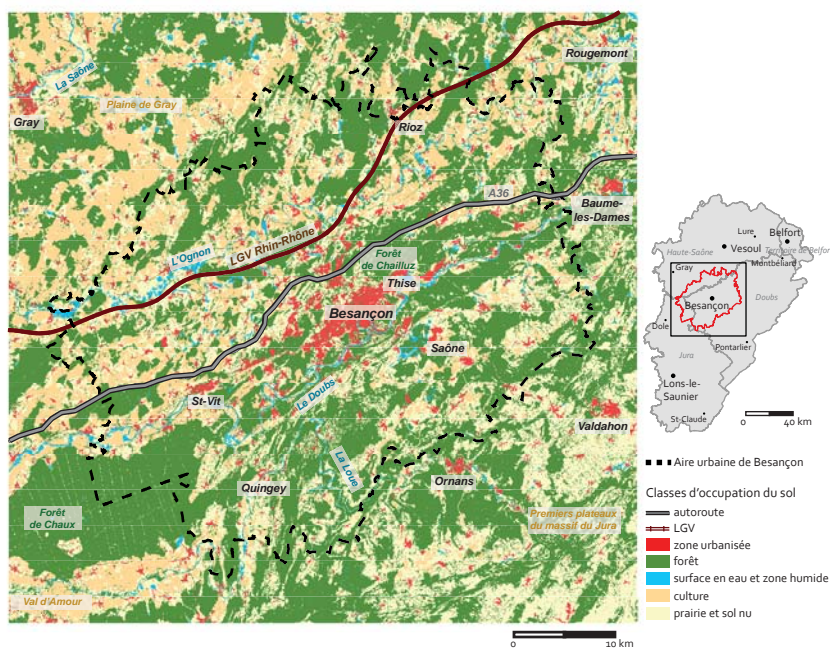 Rougemont
La Saône
Plaine de Gray
Gray
Rioz
A36
Baume-
les-Dames
L'Ognon
LGV Rhin-Rhône
Forêt
de Chailluz
Thise
Besançon
Saône
Le Doubs
St-Vit
Valdahon
La Loue
Quingey
Ornans
Forêt
de Chaux
Premiers plateaux
du massif du Jura
Val d'Amour
0 10 km
Lure
Belfort
Haute-Saône
Vesoul
Territoire de Belfor
Montbéliard
Gray
Doubs
Besançon
Dole
Pontarlier
Jura
Lons-le-
Saunier
St-Claude
0 40 km
Aire urbaine de Besançon
Classes d'occupation du sol
autoroute
LGV
zone urbanisée
forêt
surface en eau et zone humide
culture
prairie et sol nu